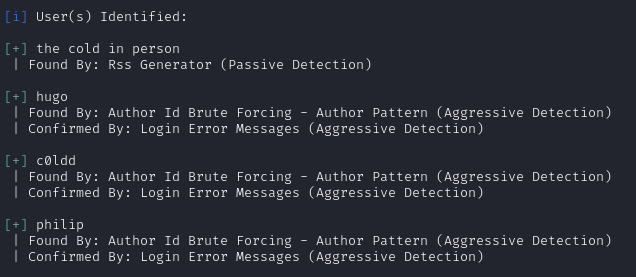 [i] User(s) Identified:
[+] the cold in person
| Found By: Rss Generator (Passive Detection)
[+] hugo
| Found By: Author Id Brute Forcing - Author Pattern (Aggressive Detection)
| Confirmed By: Login Error Messages (Aggressive Detection)
[+] c0ldd
| Found By: Author Id Brute Forcing - Author Pattern (Aggressive Detection)
| Confirmed By: Login Error Messages (Aggressive Detection)
[+] philip
| Found By: Author Id Brute Forcing - Author Pattern (Aggressive Detection)
| Confirmed By: Login Error Messages (Aggressive Detection)